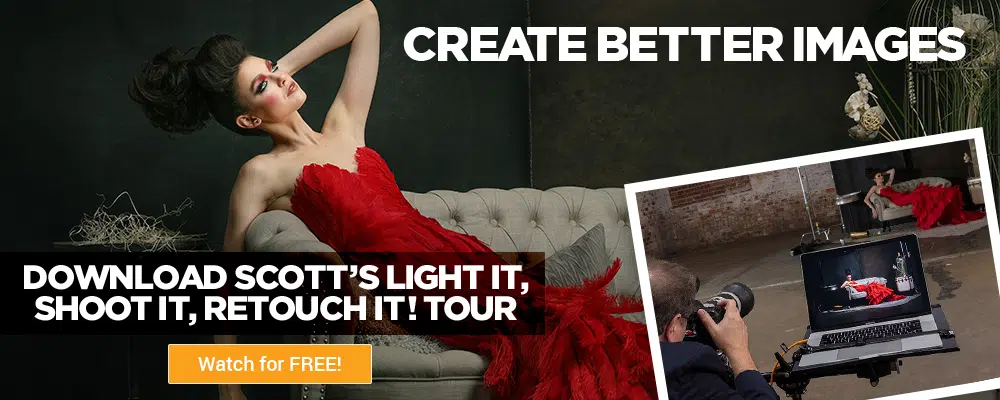 CREATE BETTER IMAGES
DOWNLOAD SCOTT'S LIGHT IT,
SHOOT IT, RETOUCH IT! TOUR
Watch for FREE!